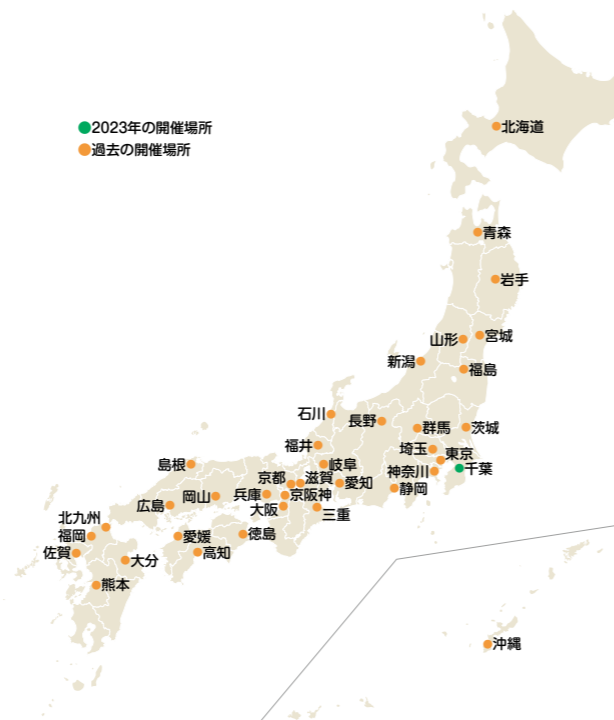 2023年の開催場所
過去の開催場所
北海道
青森
岩手
山形
宮城
新潟
福島
石川
長野
群馬
茨城
福井
埼玉
東京
島根
岐阜
神奈川
千葉
京都
滋賀
愛知
静岡
広島
岡山
兵庫
京阪神
大阪
三重
北九州
福岡
愛媛
徳島
佐賀
大分
高知
熊本
沖縄